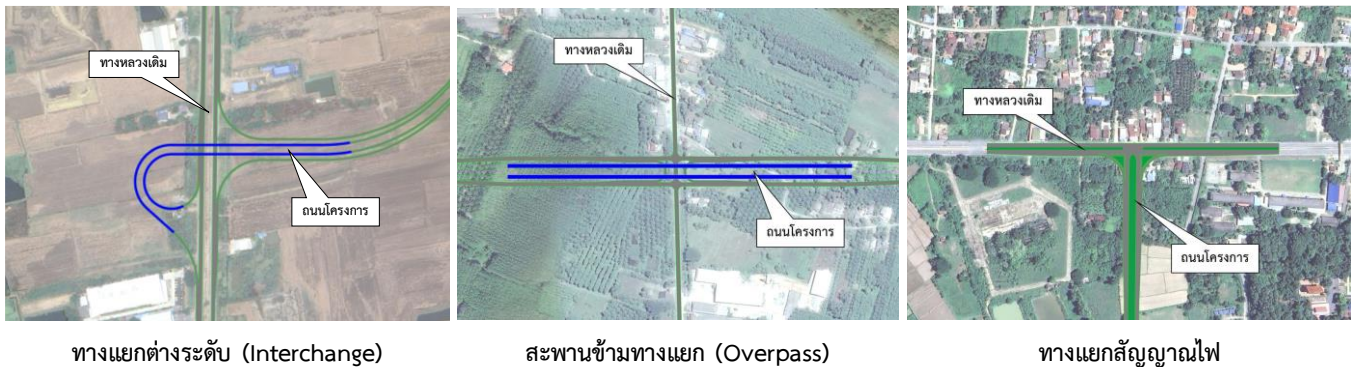 ทางหลวงเดิม
ถนนโครงการ
ทางแยกต่างระดับ (Interchange)
ทางหลวงเดิม
ถนนโครงการ
สะพานข้ามทางแยก (Overpass)
ทางหลวงเดิม
ถนนโครงการ
ทางแยกสัญญาณไฟ